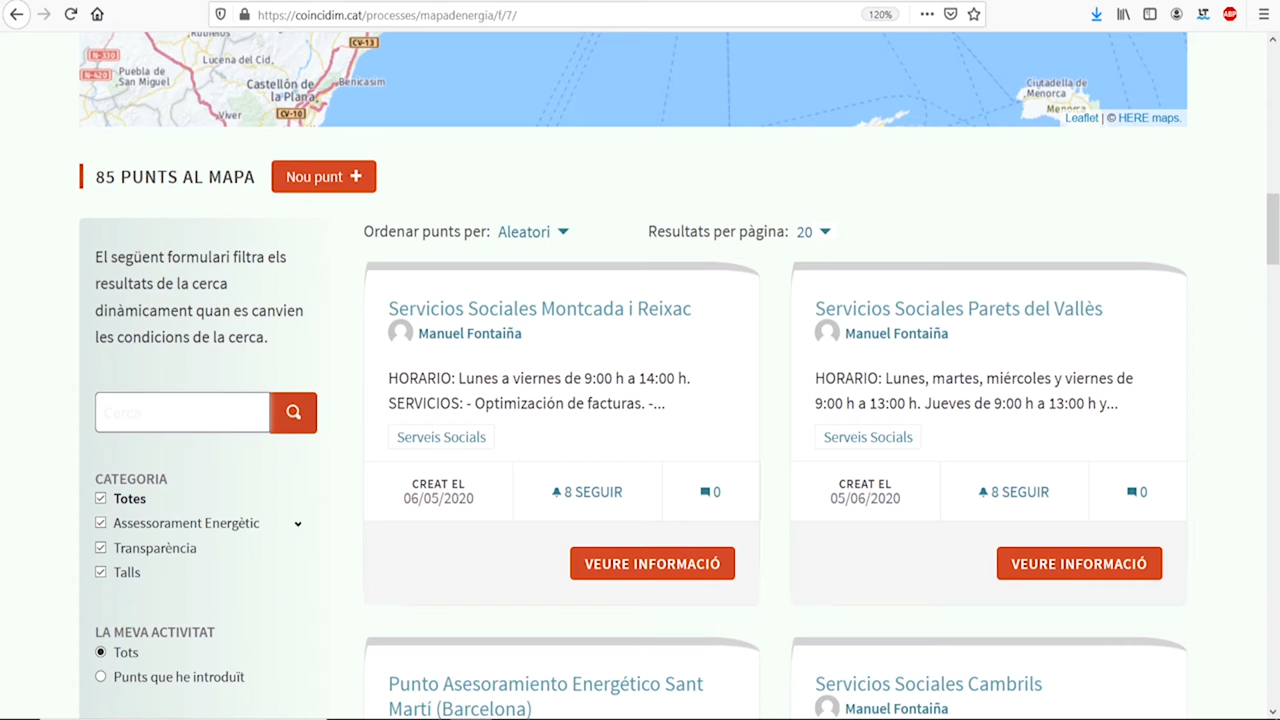 https://coincidim.cat/processes/mapadenergia/f/7/
120%
ABP
CV-13
Lucena del Cid.
N-420
Puebla de
San Miguel
Castellón de
la Plana
Benicasim
Viver
CV-10
Ciutadella de
Menorca
Menorca
Leaflet | © HERE maps.
85 PUNTS AL MAPA
Nou punt +
El següent formulari filtra els
resultats de la cerca
dinàmicament quan es canvien
les condicions de la cerca.
Cerca
CATEGORIA
Totes
Assessorament Energètic
Transparència
Talls
LA MEVA ACTIVITAT
Tots
Punts que he introduït
Ordenar punts per: Aleatori
Resultats per pàgina: 20
Servicios Sociales Montcada i Reixac
Manuel Fontaiña
HORARIO: Lunes a viernes de 9:00 h a 14:00 h.
SERVICIOS: - Optimización de facturas. -...
Serveis Socials
CREAT EL
06/05/2020
8 SEGUIR
0
VEURE INFORMACIÓ
Servicios Sociales Parets del Vallès
Manuel Fontaiña
HORARIO: Lunes, martes, miércoles y viernes de
9:00 h a 13:00 h. Jueves de 9:00 h a 13:00 h y...
Serveis Socials
CREAT EL
05/06/2020
8 SEGUIR
0
VEURE INFORMACIÓ
Punto Asesoramiento Energético Sant
Martí (Barcelona)
Servicios Sociales Cambrils
Manuel Fontaiña